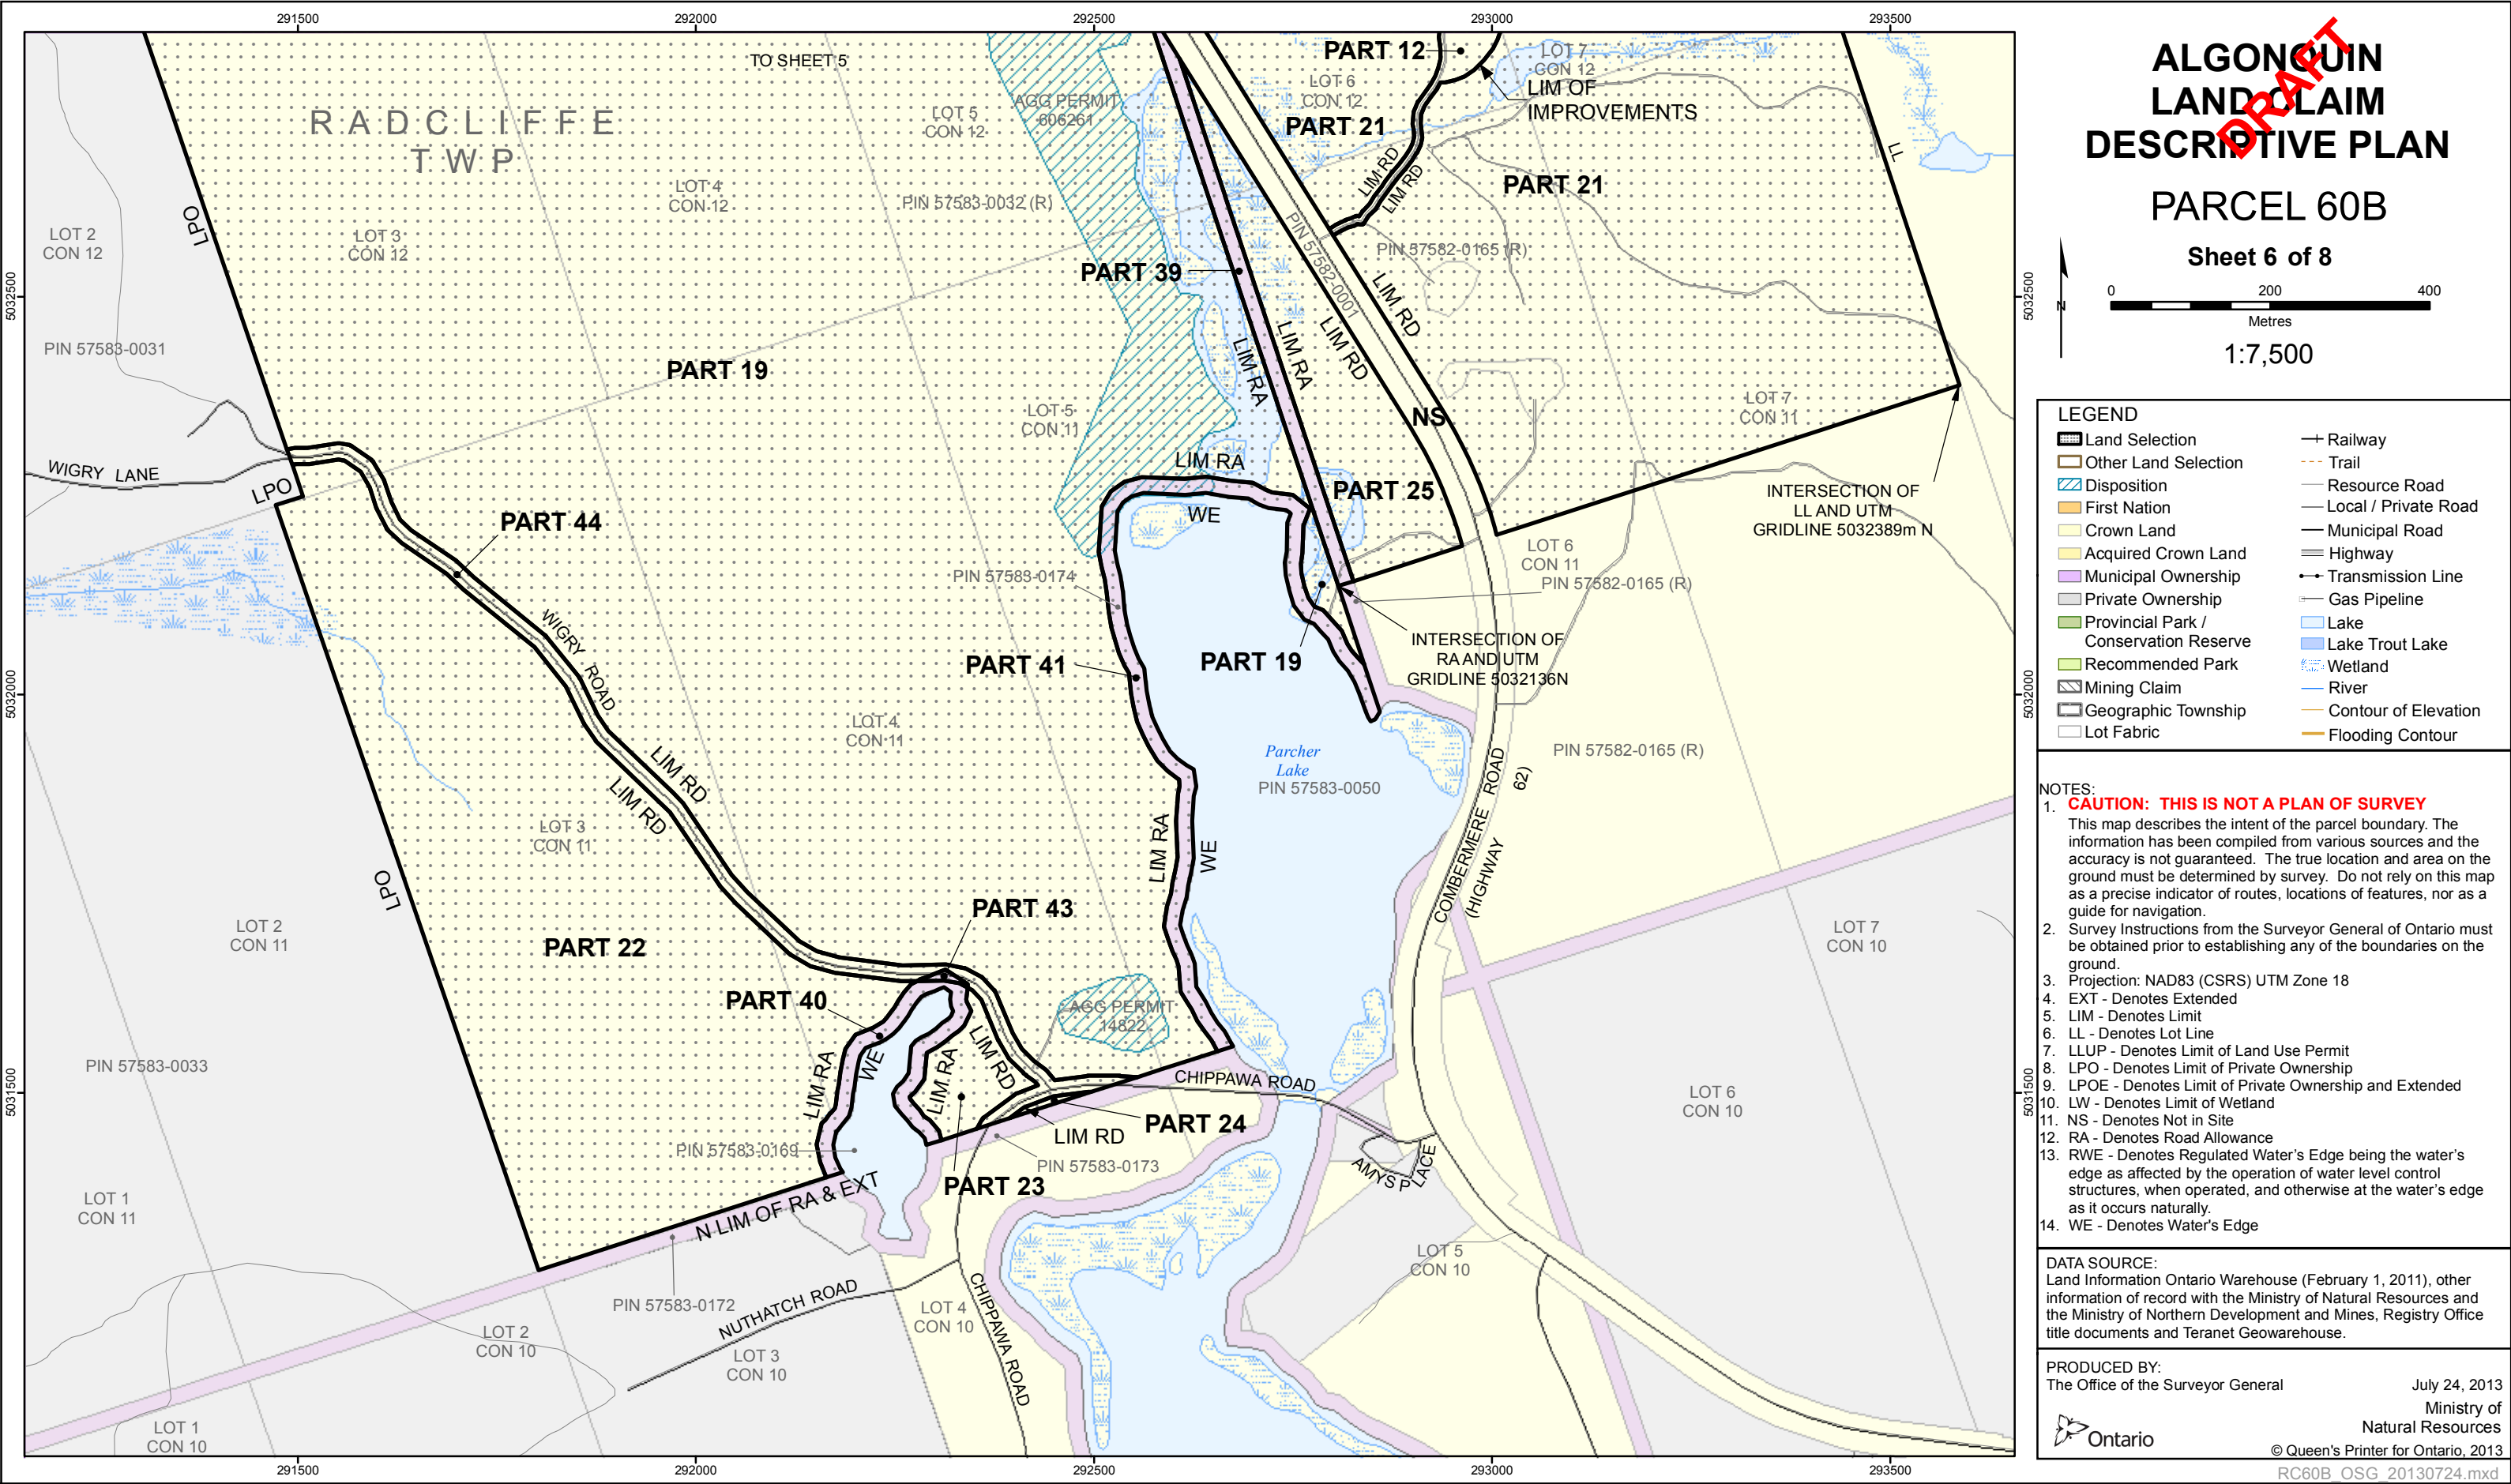 291500
292000
292500
293000
293500
5032500
5032000
5031500
5032500
5032000
5031500
291500
292000
292500
293000
293500
TO SHEET 5
RADCLIFFE
TWP
PART 12
LOT 7
CON 12
LIM OF
IMPROVEMENTS
LOT 6
CON 12
PART 21
AGG PERMIT
606261
LOT 5
CON 12
LL
LIM RD
LIM RD
PART 21
LOT 4
CON 12
PIN 57583-0032 (R)
LPO
LOT 2
CON 12
LOT 3
CON 12
PIN 57582-0001
PIN 57582-0165 (R)
PART 39
LIM RD
LIM RD
LIM RA
LIM RA
PIN 57583-0031
PART 19
LOT 5
CON 11
NS
LOT 7
CON 11
WIGRY LANE
LPO
LIM RA
PART 25
INTERSECTION OF
LL AND UTM
GRIDLINE 5032389m N
WE
PART 44
LOT 6
CON 11
PIN 57582-0165 (R)
PIN 57583-0174
WIGRY ROAD
INTERSECTION OF
RA AND UTM
GRIDLINE 5032136N
PART 41
PART 19
LOT 4
CON 11
Parcher
Lake
PIN 57583-0050
PIN 57582-0165 (R)
COMBERMERE ROAD
(HIGHWAY 62)
LIM RD
LIM RD
LOT 3
CON 11
LIM RA
WE
LPO
PART 43
LOT 2
CON 11
PART 22
LOT 7
CON 10
PART 40
AGG PERMIT
14822
LIM RD
LIM RA
WE
LIM RA
PIN 57583-0033
CHIPPAWA ROAD
LOT 6
CON 10
PART 24
LIM RD
PIN 57583-0169
PIN 57583-0173
AMYS PLACE
PART 23
N LIM OF RA & EXT
LOT 1
CON 11
LOT 5
CON 10
PIN 57583-0172
NUTHATCH ROAD
CHIPPAWA ROAD
LOT 4
CON 10
LOT 2
CON 10
LOT 3
CON 10
LOT 1
CON 10
ALGONQUIN
LAND CLAIM
DESCRIPTIVE PLAN
DRAFT
PARCEL 60B
Sheet 6 of 8
N
0 200 400
Metres
1:7,500
LEGEND
Land Selection
Other Land Selection
Disposition
First Nation
Crown Land
Acquired Crown Land
Municipal Ownership
Private Ownership
Provincial Park /
Conservation Reserve
Recommended Park
Mining Claim
Geographic Township
Lot Fabric
Railway
Trail
Resource Road
Local / Private Road
Municipal Road
Highway
Transmission Line
Gas Pipeline
Lake
Lake Trout Lake
Wetland
River
Contour of Elevation
Flooding Contour
NOTES:
1. CAUTION: THIS IS NOT A PLAN OF SURVEY
This map describes the intent of the parcel boundary. The
information has been compiled from various sources and the
accuracy is not guaranteed. The true location and area on the
ground must be determined by survey. Do not rely on this map
as a precise indicator of routes, locations of features, nor as a
guide for navigation.
2. Survey Instructions from the Surveyor General of Ontario must
be obtained prior to establishing any of the boundaries on the
ground.
3. Projection: NAD83 (CSRS) UTM Zone 18
4. EXT - Denotes Extended
5. LIM - Denotes Limit
6. LL - Denotes Lot Line
7. LLUP - Denotes Limit of Land Use Permit
8. LPO - Denotes Limit of Private Ownership
9. LPOE - Denotes Limit of Private Ownership and Extended
10. LW - Denotes Limit of Wetland
11. NS - Denotes Not in Site
12. RA - Denotes Road Allowance
13. RWE - Denotes Regulated Water's Edge being the water's
edge as affected by the operation of water level control
structures, when operated, and otherwise at the water's edge
as it occurs naturally.
14. WE - Denotes Water's Edge
DATA SOURCE:
Land Information Ontario Warehouse (February 1, 2011), other
information of record with the Ministry of Natural Resources and
the Ministry of Northern Development and Mines, Registry Office
title documents and Teranet Geowarehouse.
PRODUCED BY:
The Office of the Surveyor General
July 24, 2013
Ministry of
Natural Resources
Ontario
© Queen's Printer for Ontario, 2013
RC60B_OSG_20130724.mxd